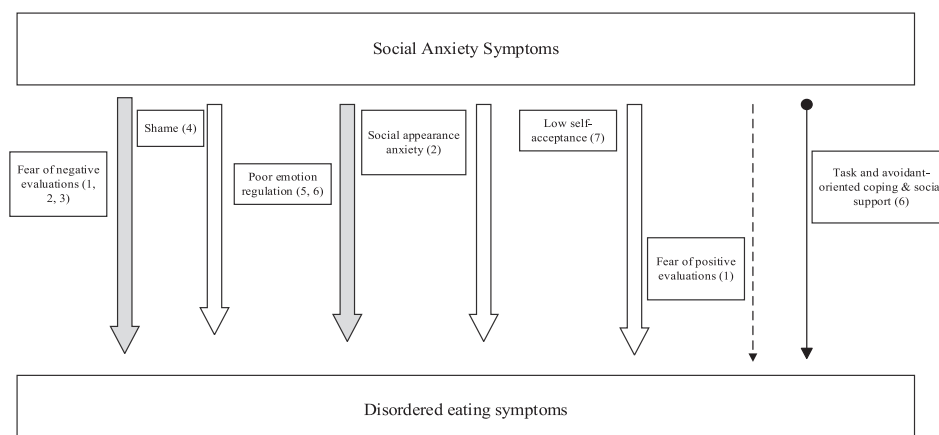 Social Anxiety Symptoms
Shame (4)
Fear of negative
evaluations (1,
2, 3)
Poor emotion
regulation (5, 6)
Social appearance
anxiety (2)
Low self-
acceptance (7)
Fear of positive
evaluations (1)
Task and avoidant-
oriented coping & social
support (6)
Disordered eating symptoms